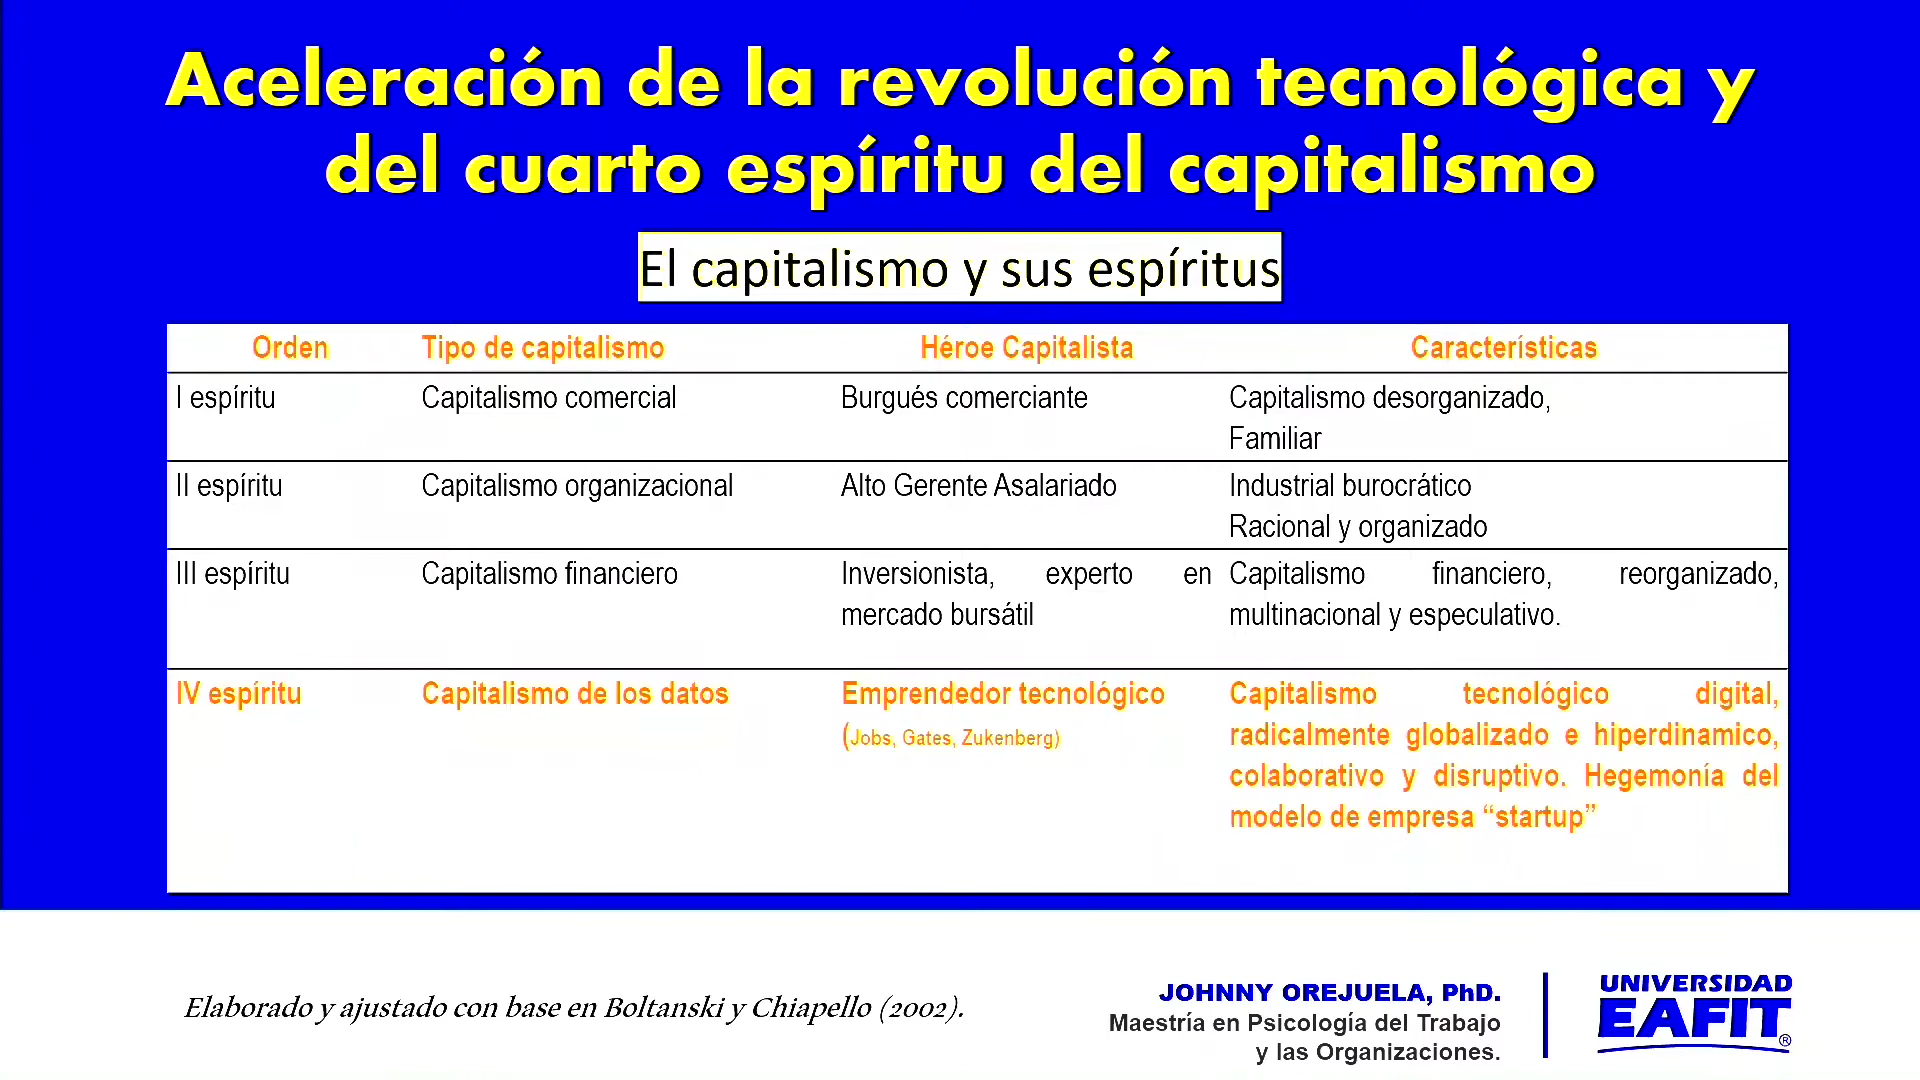 Aceleración de la revolución tecnológica y
del cuarto espíritu del capitalismo
El capitalismo y sus espíritus
Orden Tipo de capitalismo Héroe Capitalista Características
I espíritu Capitalismo comercial Burgués comerciante Capitalismo desorganizado,
Familiar
II espíritu Capitalismo organizacional Alto Gerente Asalariado Industrial burocrático
Racional y organizado
III espíritu Capitalismo financiero Inversionista, experto en Capitalismo financiero, reorganizado,
mercado bursátil multinacional y especulativo.
IV espíritu Capitalismo de los datos Emprendedor tecnológico Capitalismo tecnológico digital,
(Jobs, Gates, Zukenberg) radicalmente globalizado e hiperdinamico,
colaborativo y disruptivo. Hegemonía del
modelo de empresa “startup”
Elaborado y ajustado con base en Boltanski y Chiapello (2002).
JOHNNY OREJUELA, PhD.
Maestría en Psicología del Trabajo
y las Organizaciones.
UNIVERSIDAD
EAFIT®